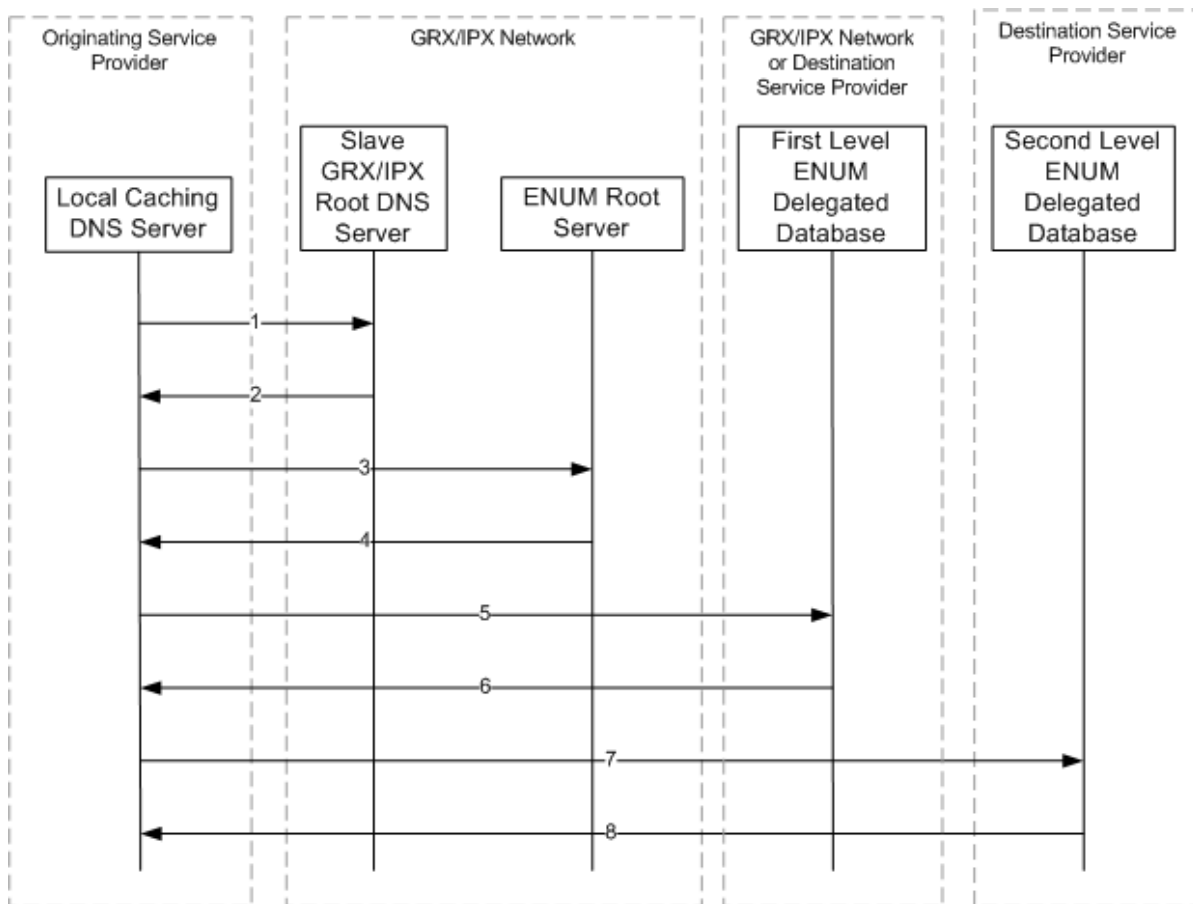 Originating Service
Provider
GRX/IPX Network
GRX/IPX Network
or Destination
Service Provider
Destination Service
Provider
Local Caching
DNS Server
Slave
GRX/IPX
Root DNS
Server
ENUM Root
Server
First Level
ENUM
Delegated
Database
Second Level
ENUM
Delegated
Database
1
2
3
4
5
6
7
8